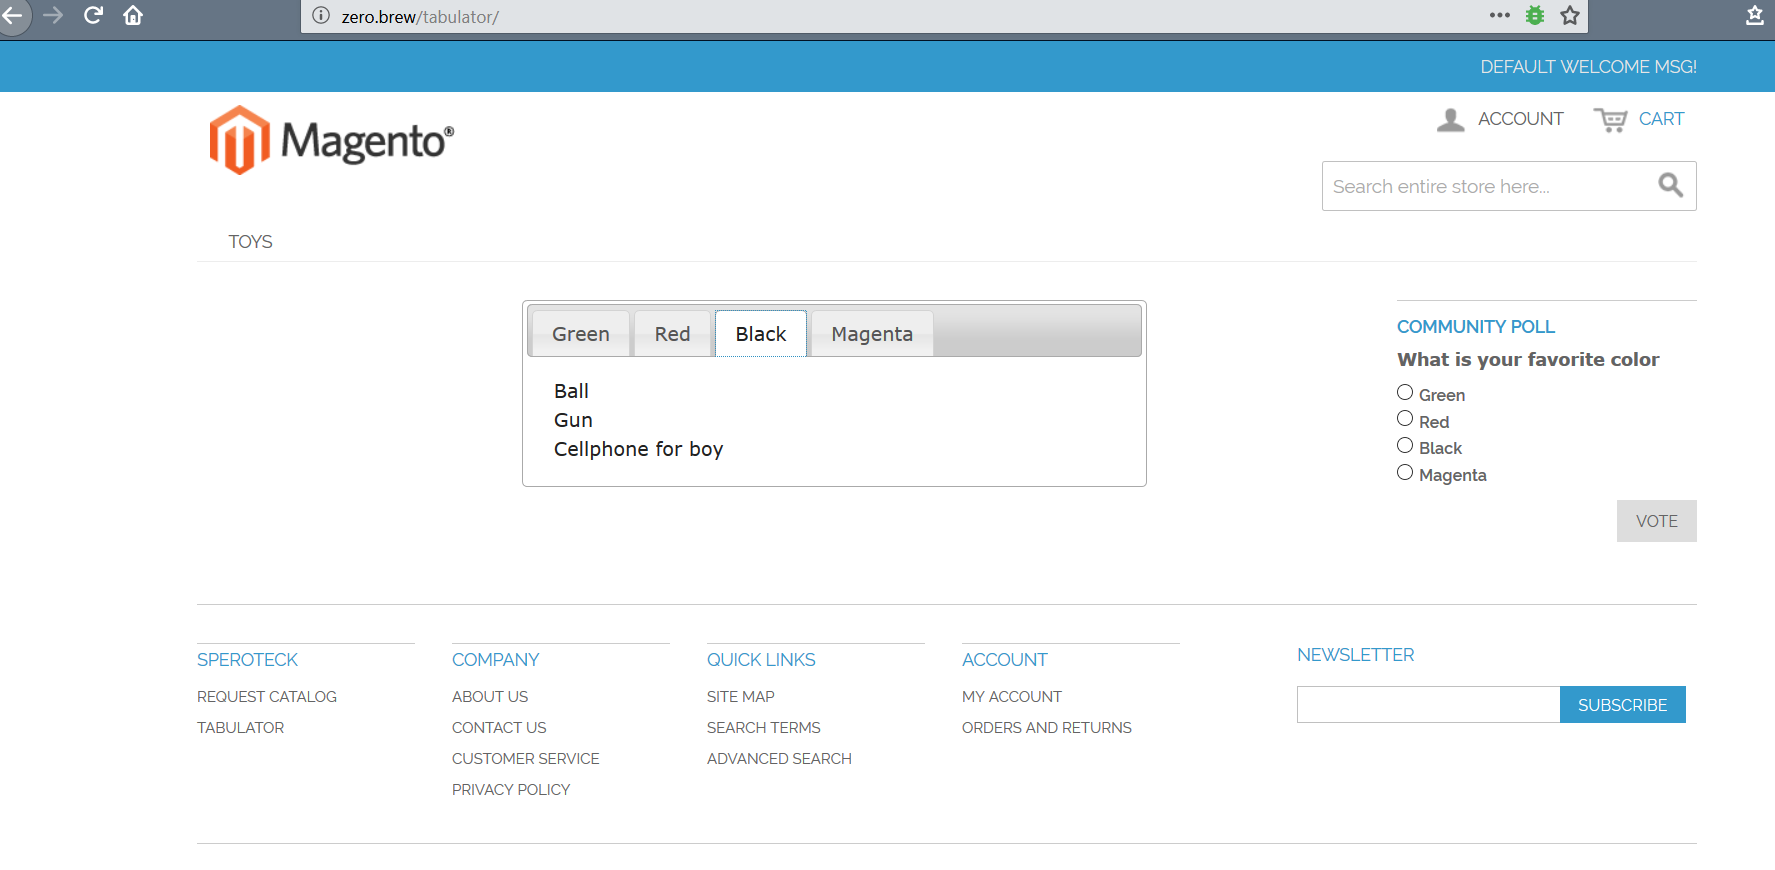 zero.brew/tabulator/
DEFAULT WELCOME MSG!
Magento®
ACCOUNT
CART
Search entire store here...
TOYS
Green Red Black Magenta
Ball
Gun
Cellphone for boy
COMMUNITY POLL
What is your favorite color
Green
Red
Black
Magenta
VOTE
SPEROTECK
REQUEST CATALOG
TABULATOR
COMPANY
ABOUT US
CONTACT US
CUSTOMER SERVICE
PRIVACY POLICY
QUICK LINKS
SITE MAP
SEARCH TERMS
ADVANCED SEARCH
ACCOUNT
MY ACCOUNT
ORDERS AND RETURNS
NEWSLETTER
SUBSCRIBE